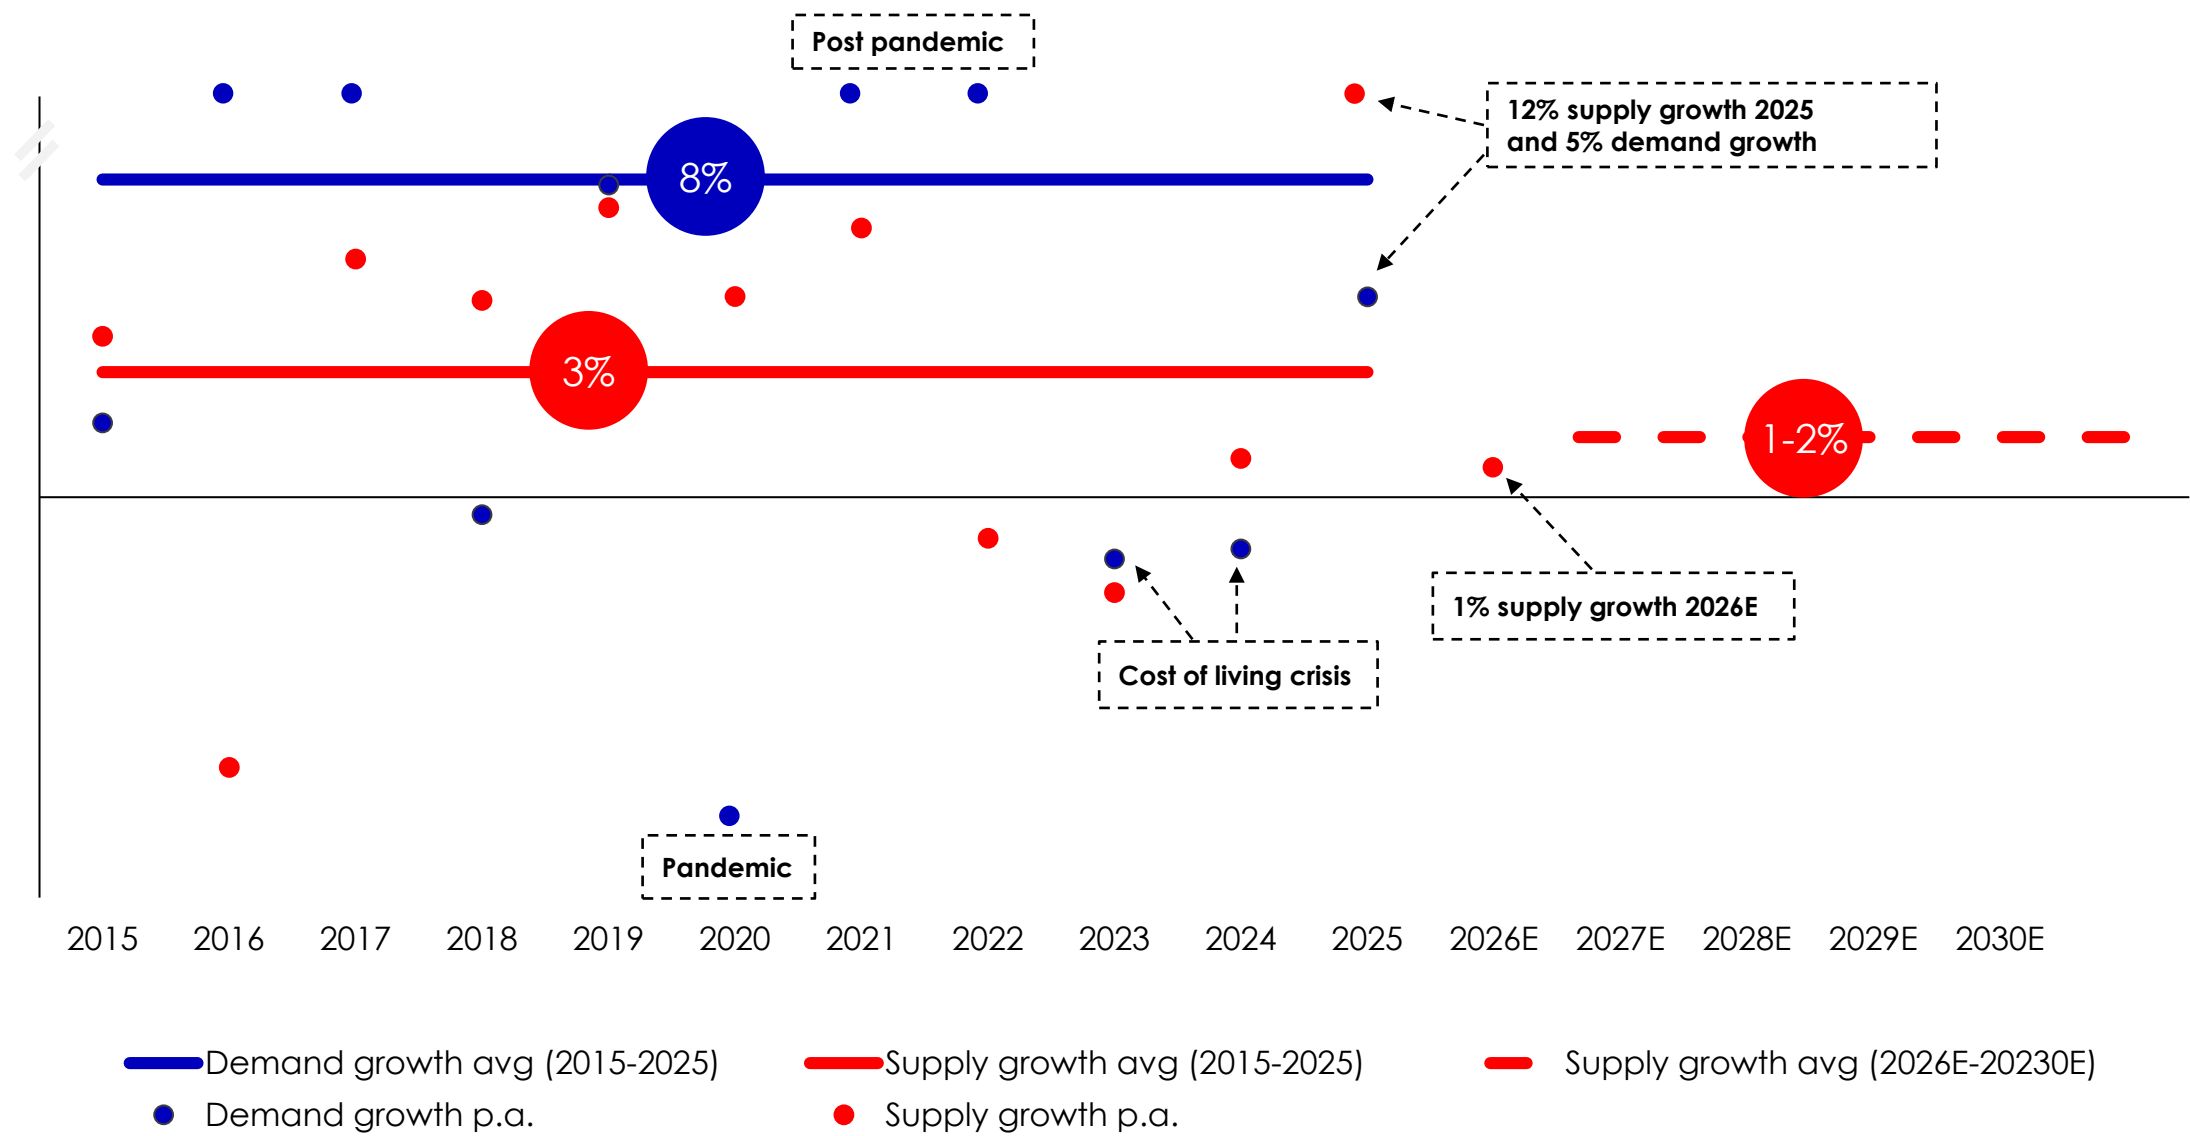 Post pandemic
12% supply growth 2025
and 5% demand growth
8%
3%
1-2%
1% supply growth 2026E
Cost of living crisis
Pandemic
2015 2016 2017 2018 2019 2020 2021 2022 2023 2024 2025 2026E 2027E 2028E 2029E 2030E
Demand growth avg (2015-2025) Supply growth avg (2015-2025) Supply growth avg (2026E-20230E)
Demand growth p.a. Supply growth p.a.